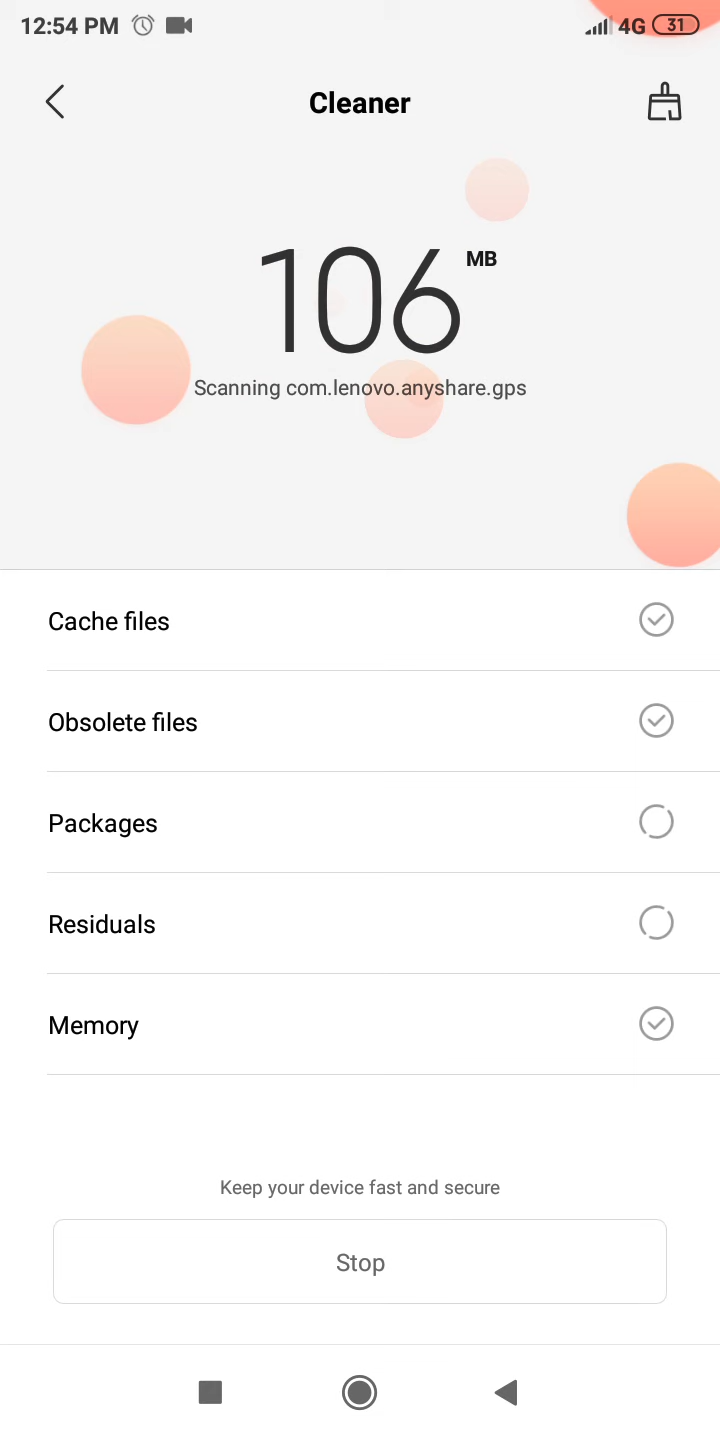 12:54 PM 4G 31
Cleaner
106 MB
Scanning com.lenovo.anyshare.gps
Cache files
Obsolete files
Packages
Residuals
Memory
Keep your device fast and secure
Stop